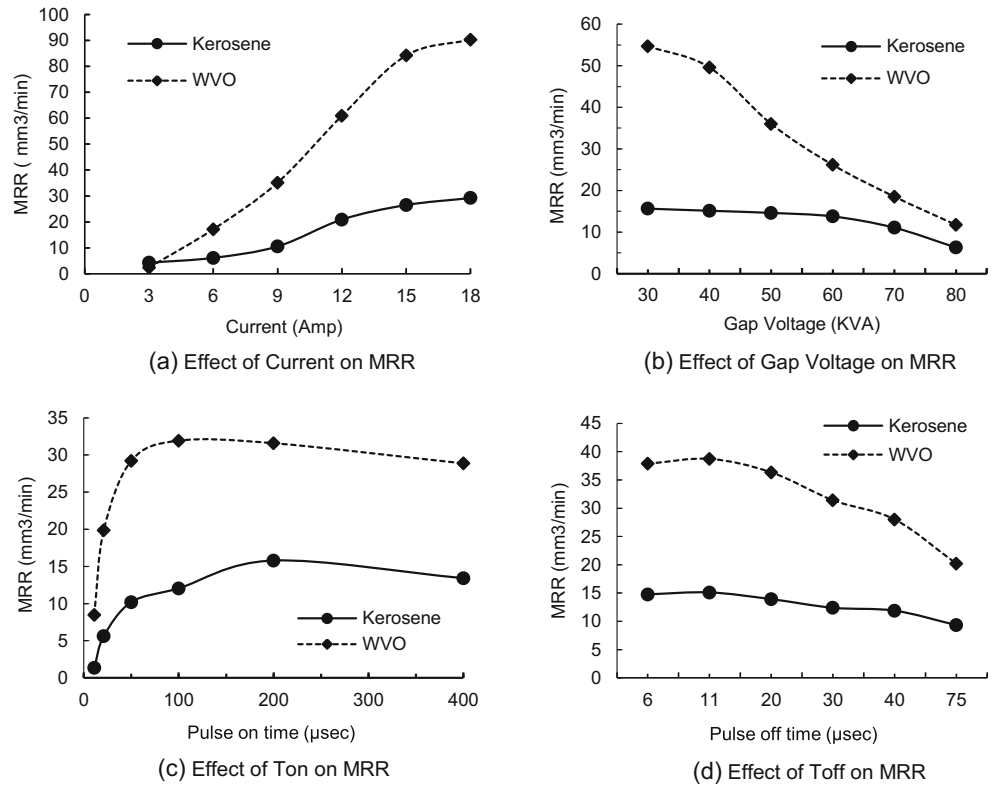 100
90
80
70
60
50
40
30
20
10
0
MRR ( mm3/min)
Kerosene
WVO
0 3 6 9 12 15 18
Current (Amp)
(a) Effect of Current on MRR
60
50
40
30
20
10
0
MRR (mm3/min)
Kerosene
WVO
30 40 50 60 70 80
Gap Voltage (KVA)
(b) Effect of Gap Voltage on MRR
35
30
25
20
15
10
5
0
MRR (mm3/min)
Kerosene
WVO
0 100 200 300 400
Pulse on time (µsec)
(c) Effect of Ton on MRR
45
40
35
30
25
20
15
10
5
0
MRR (mm3/min)
Kerosene
WVO
6 11 20 30 40 75
Pulse off time (µsec)
(d) Effect of Toff on MRR